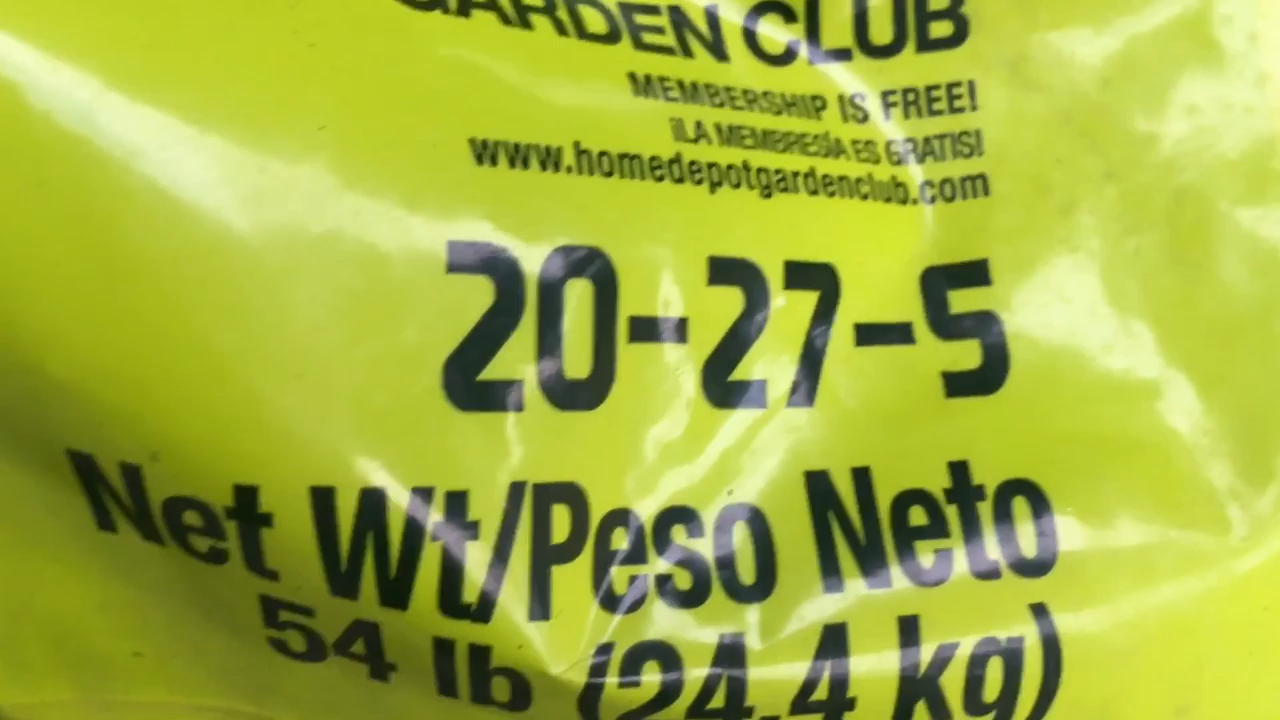 GARDEN CLUB
MEMBERSHIP IS FREE!
¡LA MEMBRESÍA ES GRATIS!
www.homedepotgardenclub.com
20-27-5
Net Wt/Peso Neto
54 lb (24,4 kg)